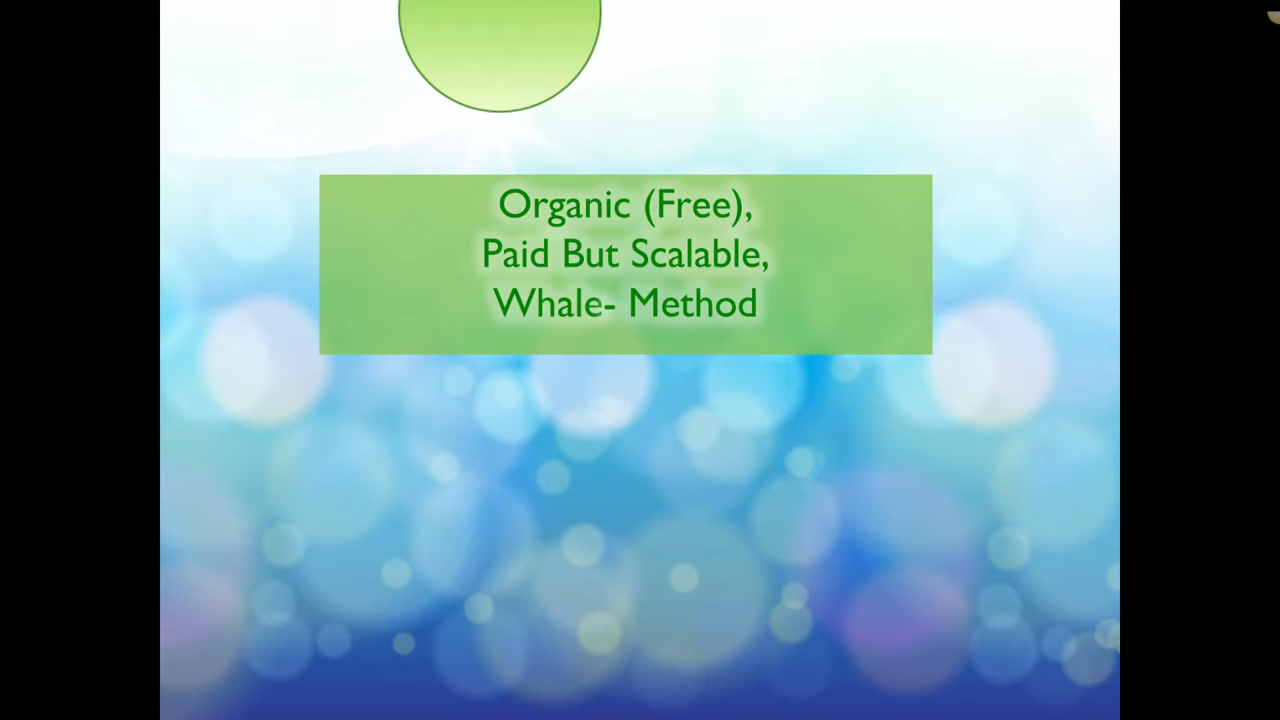 Organic (Free),
Paid But Scalable,
Whale- Method